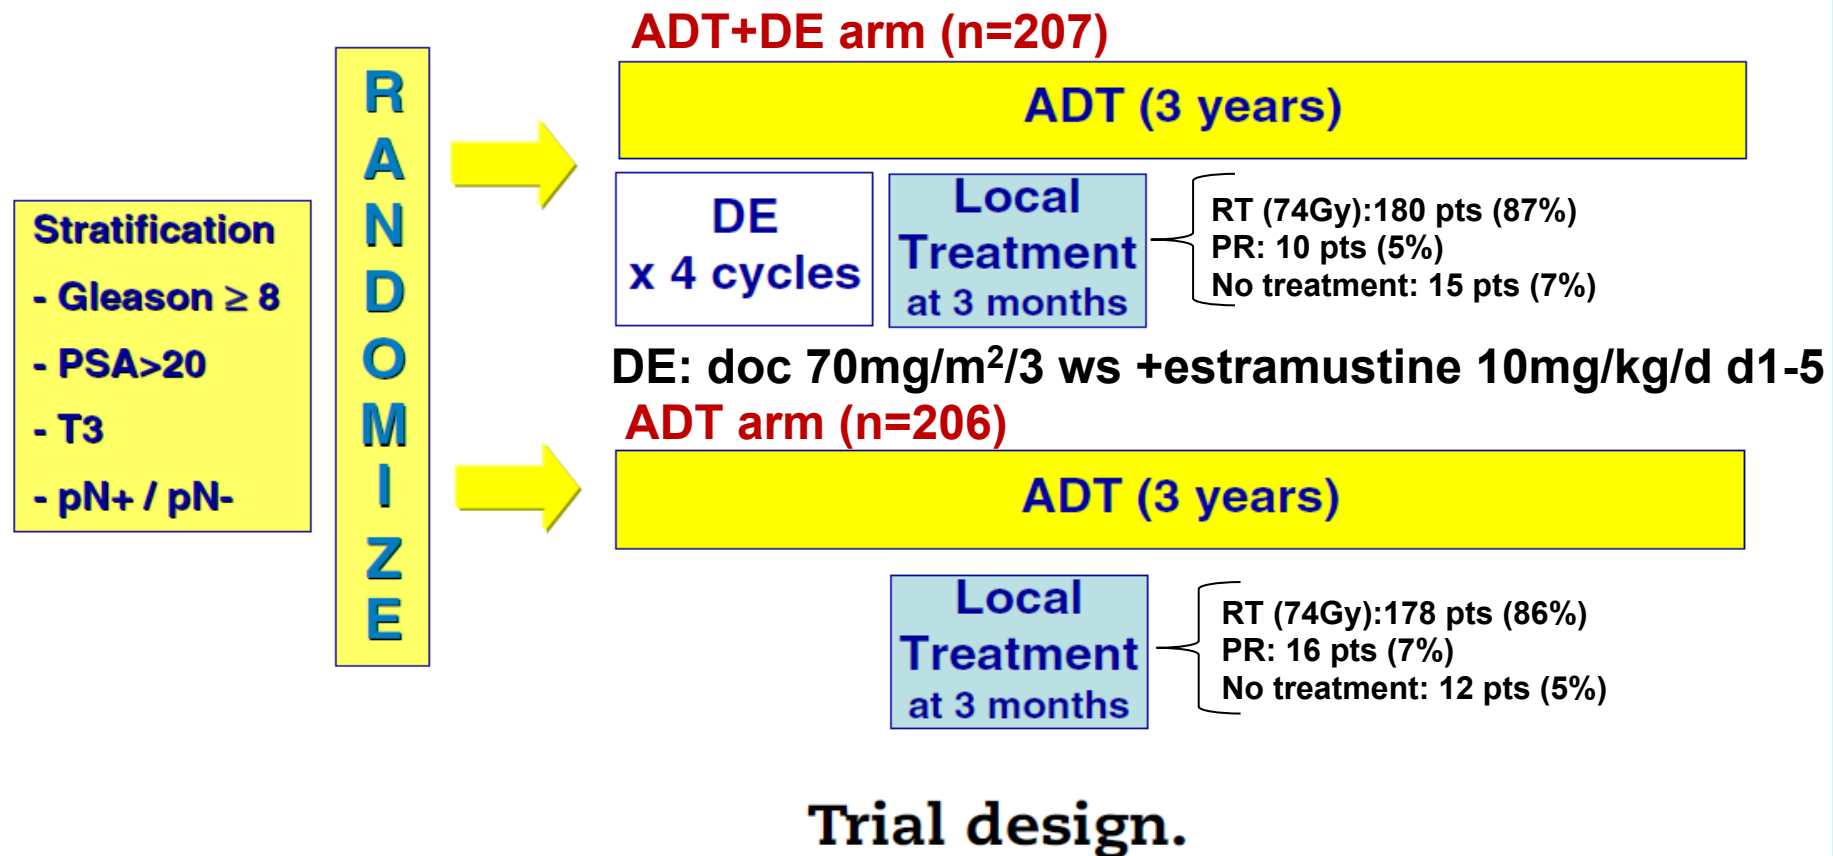 Stratification
- Gleason ≥ 8
- PSA>20
- T3
- pN+ / pN-
R
A
N
D
O
M
I
Z
E
ADT+DE arm (n=207)
ADT (3 years)
DE
x 4 cycles
Local
Treatment
at 3 months
RT (74Gy):180 pts (87%)
PR: 10 pts (5%)
No treatment: 15 pts (7%)
DE: doc 70mg/m²/3 ws +estramustine 10mg/kg/d d1-5
ADT arm (n=206)
ADT (3 years)
Local
Treatment
at 3 months
RT (74Gy):178 pts (86%)
PR: 16 pts (7%)
No treatment: 12 pts (5%)
Trial design.